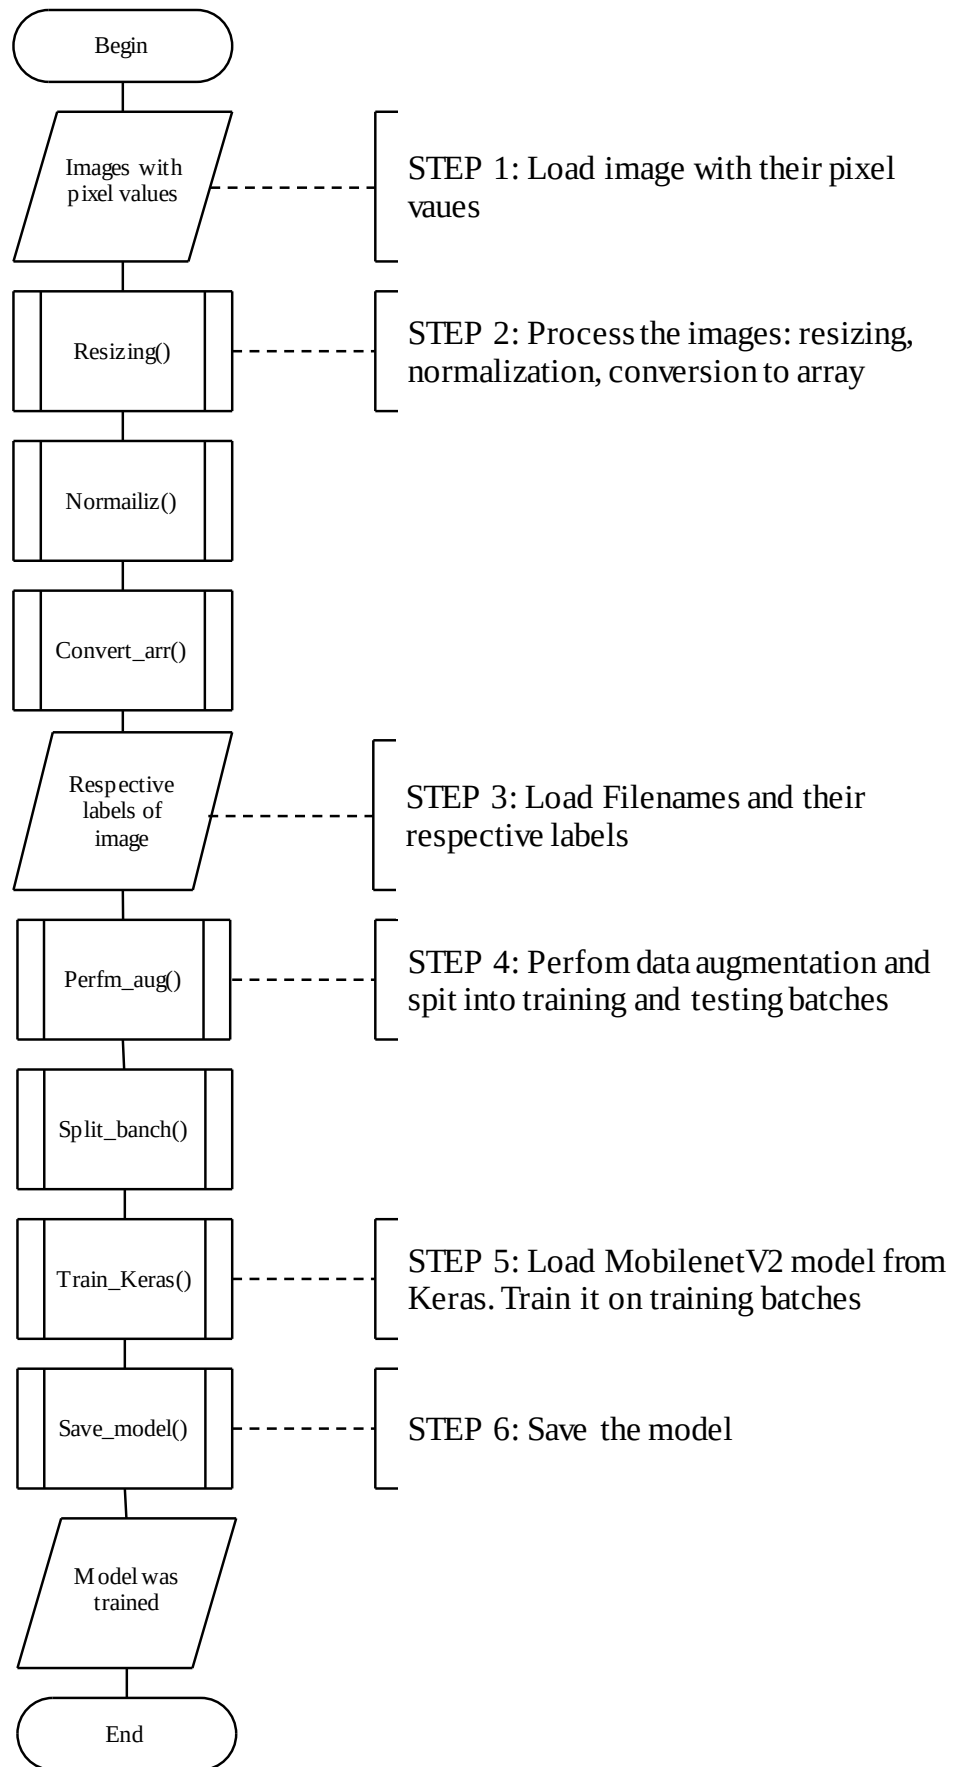 Begin
Images with
pixel values
STEP 1: Load image with their pixel
vaues
Resizing()
STEP 2: Process the images: resizing,
normalization, conversion to array
Normailiz()
Convert_arr()
Respective
labels of
image
STEP 3: Load Filenames and their
respective labels
Perfm_aug()
STEP 4: Perfom data augmentation and
spit into training and testing batches
Split_banch()
Train_Keras()
STEP 5: Load MobilenetV2 model from
Keras. Train it on training batches
Save_model()
STEP 6: Save the model
Model was
trained
End